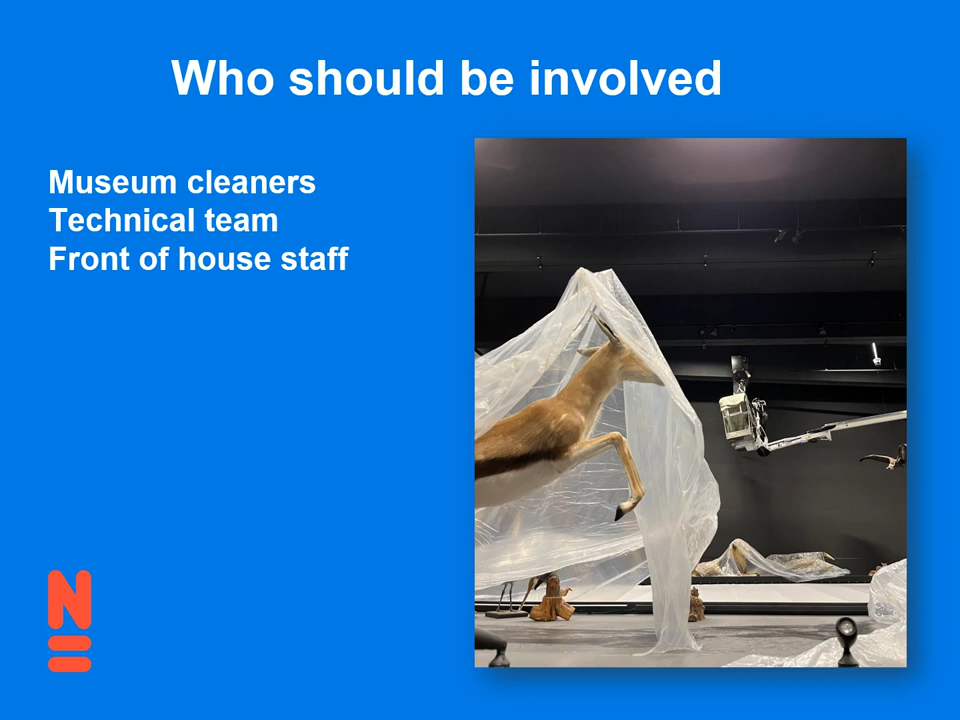 Who should be involved
Museum cleaners
Technical team
Front of house staff
N